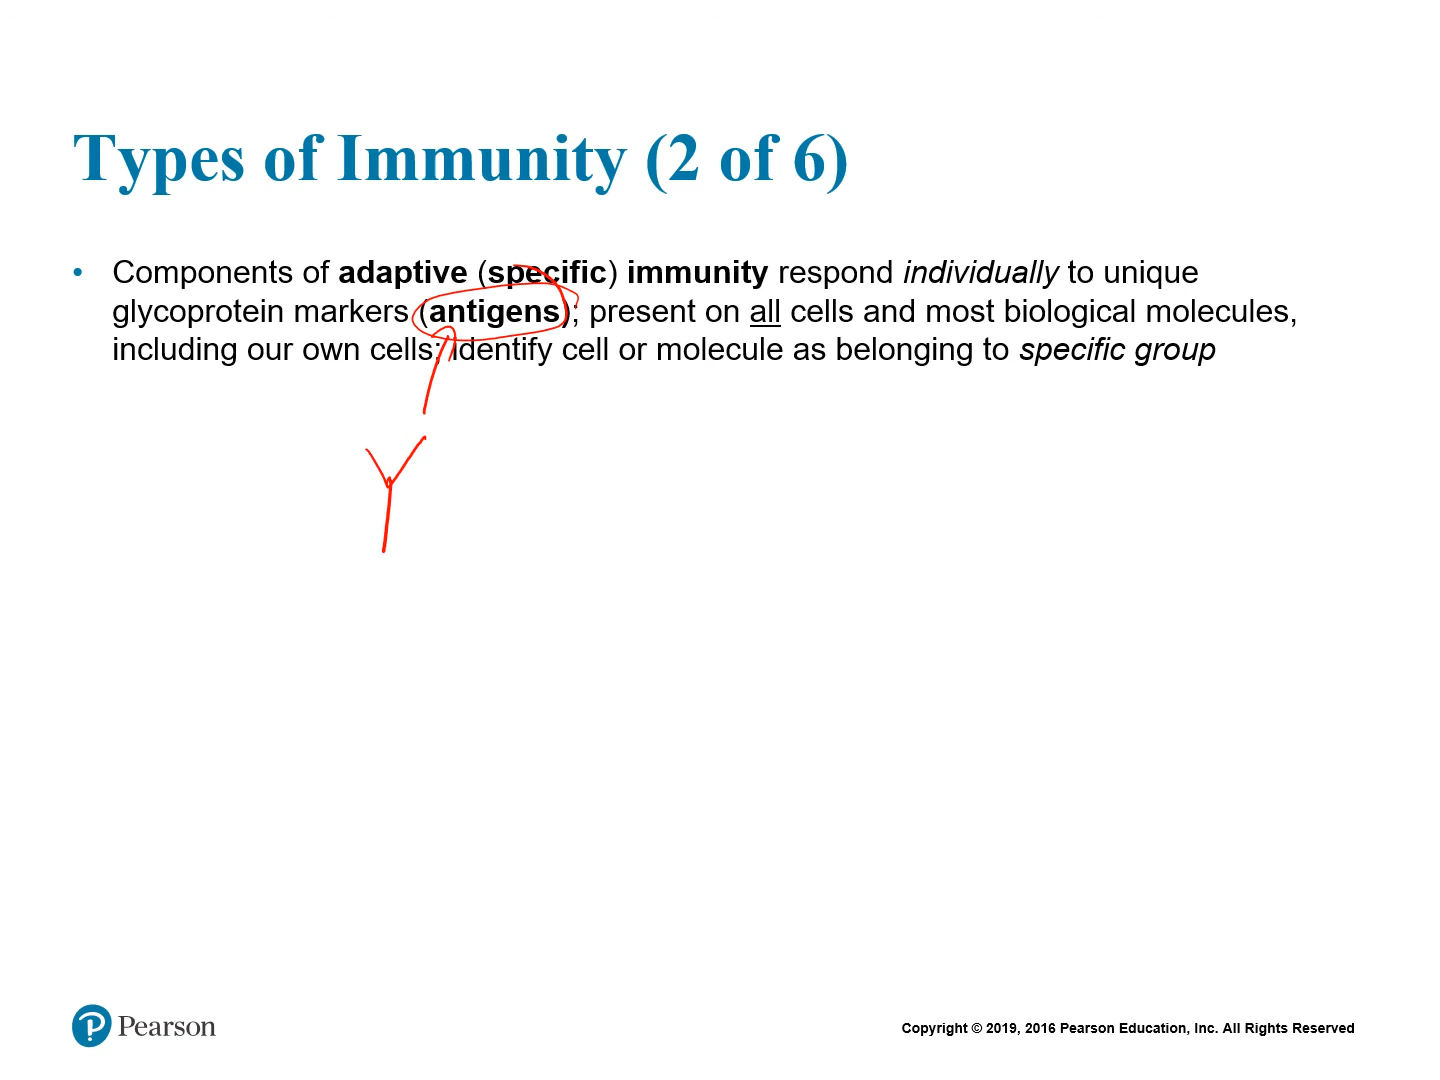 Types of Immunity (2 of 6)
• Components of adaptive (specific) immunity respond individually to unique
glycoprotein markers (antigens); present on all cells and most biological molecules,
including our own cells; identify cell or molecule as belonging to specific group
Pearson
Copyright © 2019, 2016 Pearson Education, Inc. All Rights Reserved